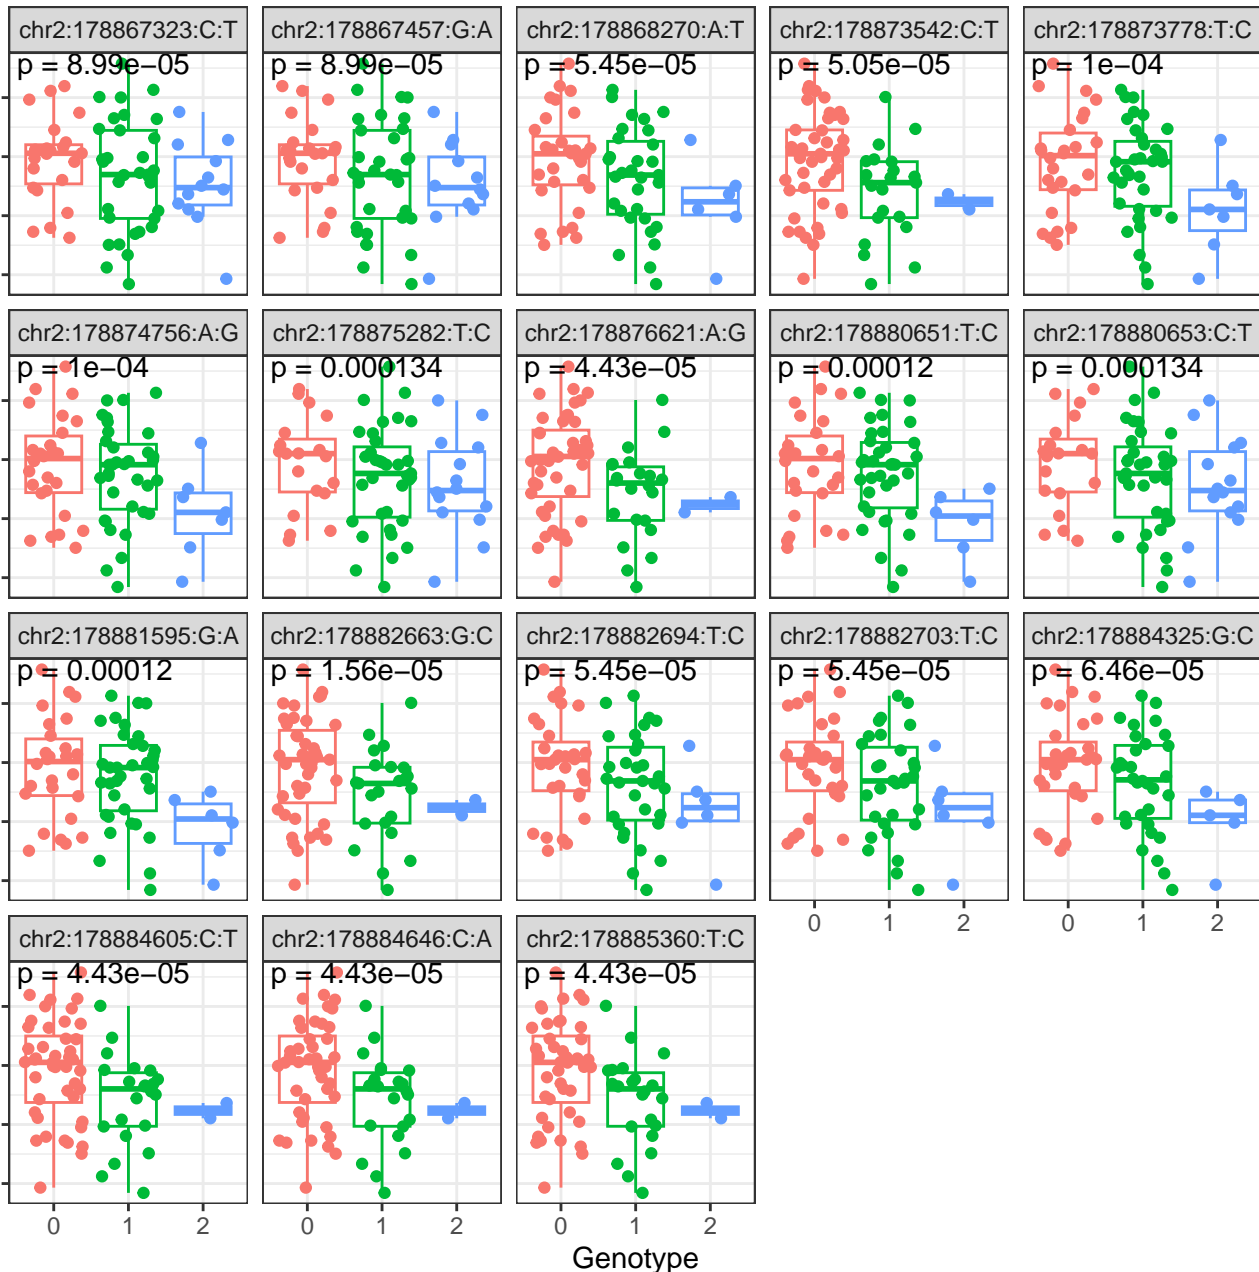 chr2:178867323:C:T
chr2:178867457:G:A
chr2:178868270:A:T
chr2:178873542:C:T
chr2:178873778:T:C
p = 8.99e−05
p = 8.99e−05
p = 5.45e−05
p = 5.05e−05
p = 1e−04
chr2:178874756:A:G
chr2:178875282:T:C
chr2:178876621:A:G
chr2:178880651:T:C
chr2:178880653:C:T
p = 1e−04
p = 0.000134
p = 4.43e−05
p = 0.00012
p = 0.000134
chr2:178881595:G:A
chr2:178882663:G:C
chr2:178882694:T:C
chr2:178882703:T:C
chr2:178884325:G:C
p = 0.00012
p = 1.56e−05
p = 5.45e−05
p = 5.45e−05
p = 6.46e−05
0 1 2
0 1 2
chr2:178884605:C:T
chr2:178884646:C:A
chr2:178885360:T:C
p = 4.43e−05
p = 4.43e−05
p = 4.43e−05
0 1 2
0 1 2
0 1 2
Genotype